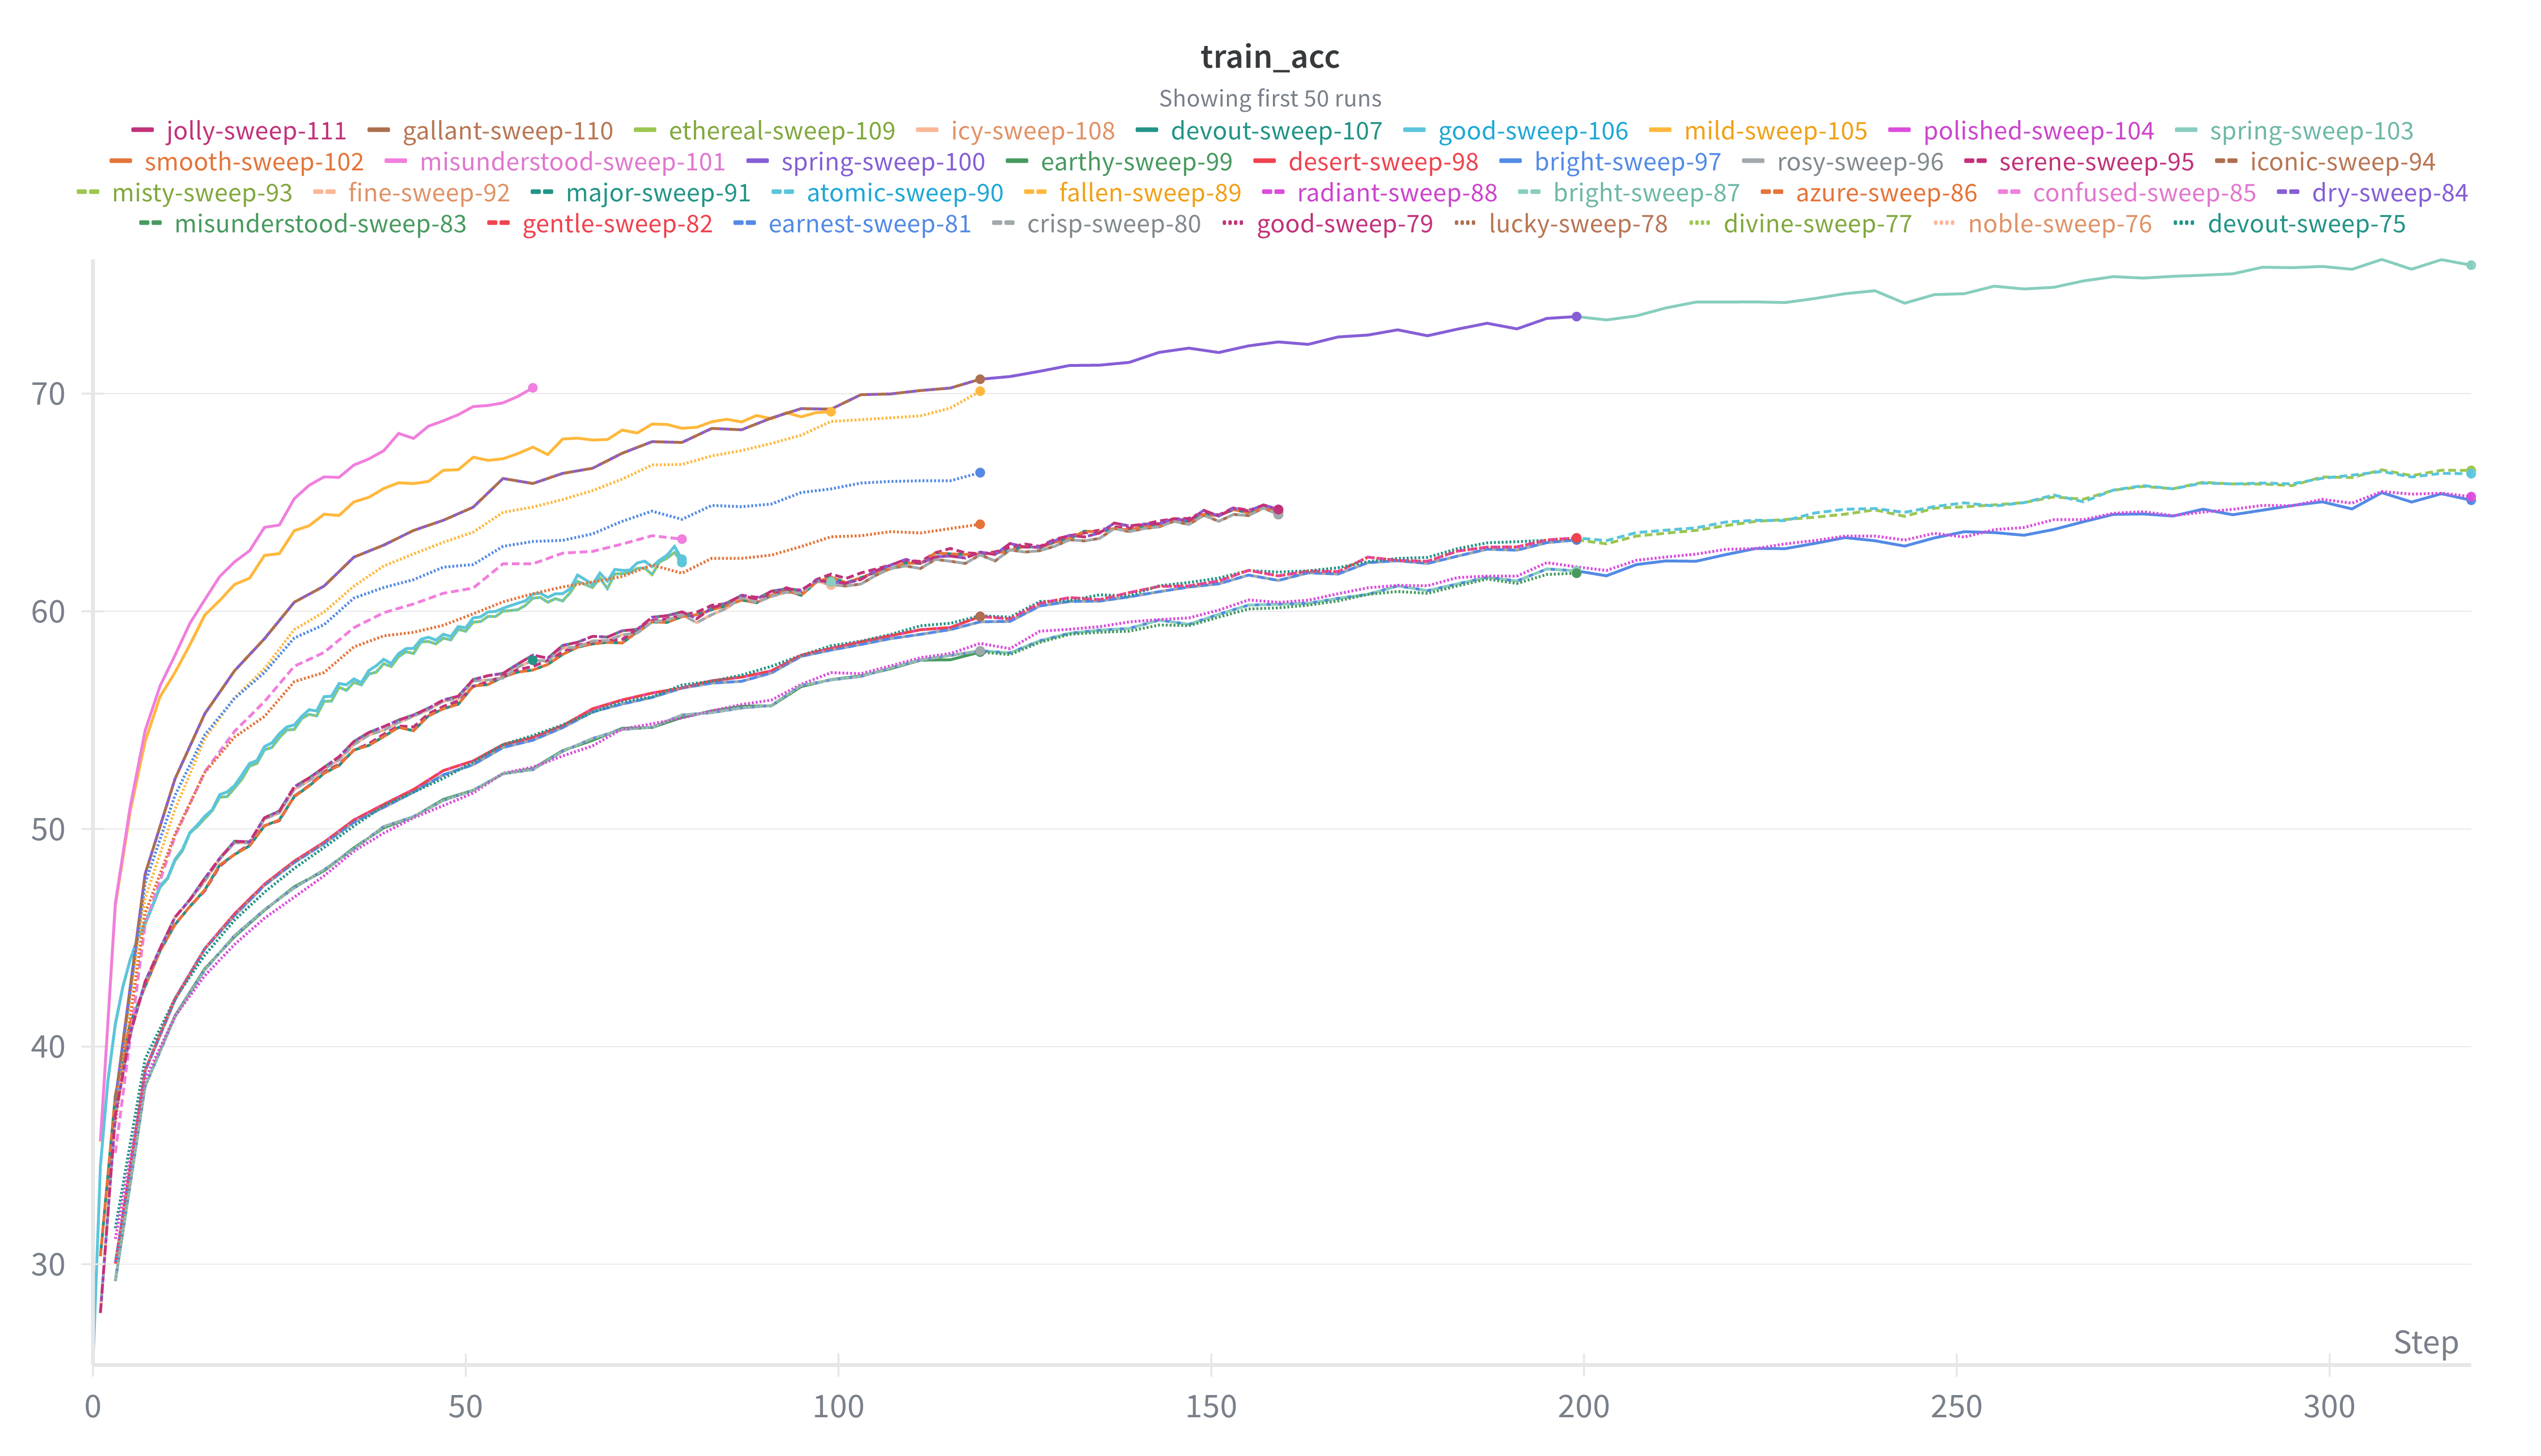 train_acc
Showing first 50 runs
jolly-sweep-111 gallant-sweep-110 ethereal-sweep-109 icy-sweep-108 devout-sweep-107 good-sweep-106 mild-sweep-105 polished-sweep-104 spring-sweep-103
smooth-sweep-102 misunderstood-sweep-101 spring-sweep-100 earthy-sweep-99 desert-sweep-98 bright-sweep-97 rosy-sweep-96 serene-sweep-95 iconic-sweep-94
misty-sweep-93 fine-sweep-92 major-sweep-91 atomic-sweep-90 fallen-sweep-89 radiant-sweep-88 bright-sweep-87 azure-sweep-86 confused-sweep-85 dry-sweep-84
misunderstood-sweep-83 gentle-sweep-82 earnest-sweep-81 crisp-sweep-80 good-sweep-79 lucky-sweep-78 divine-sweep-77 noble-sweep-76 devout-sweep-75
70
60
50
40
30
Step
0 50 100 150 200 250 300